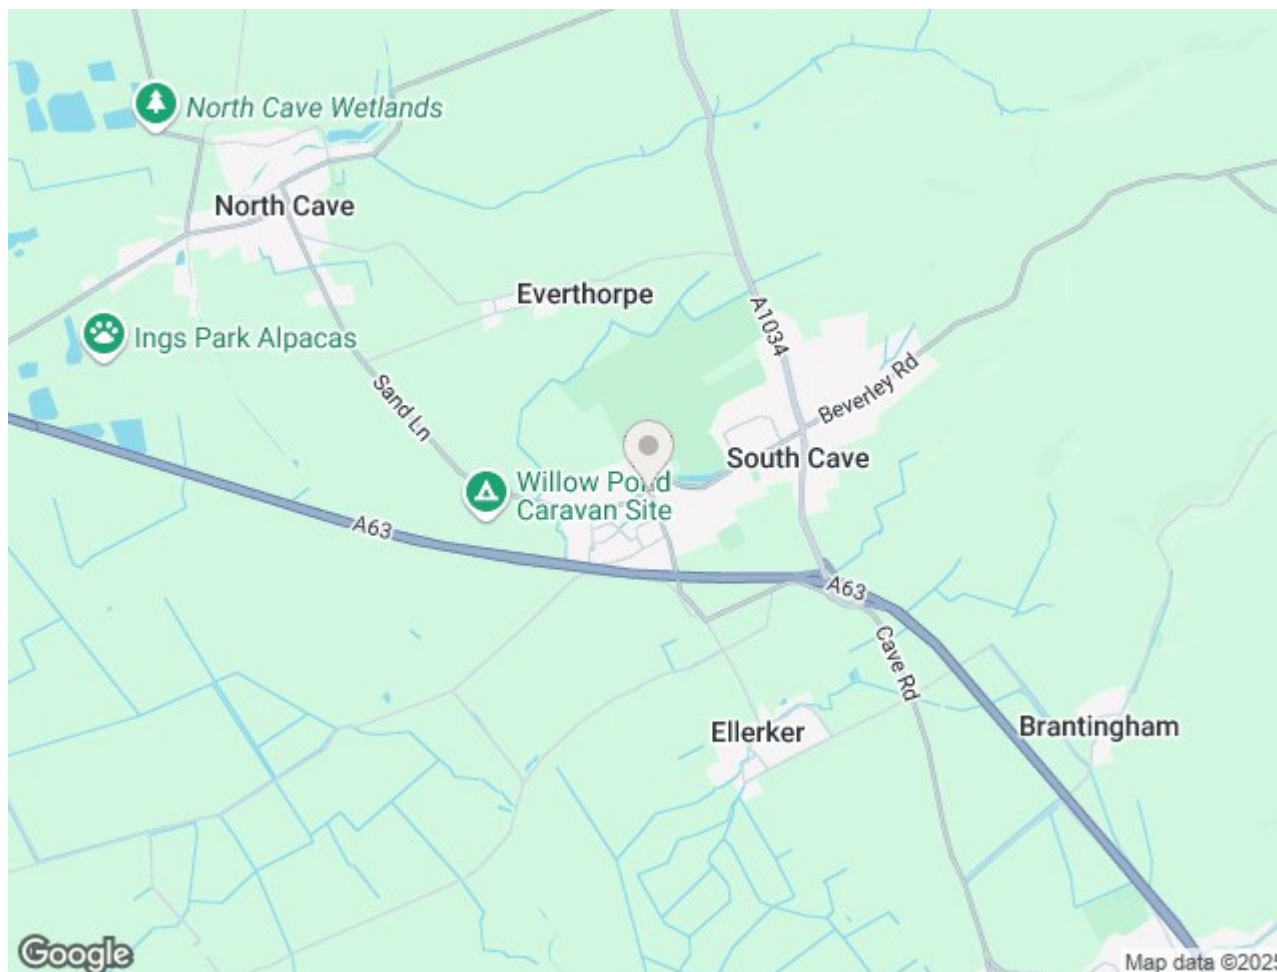 North Cave Wetlands
North Cave
Everthorpe
A1034
Ings Park Alpacas
Sand Ln
Beverley Rd
South Cave
Willow Pond
Caravan Site
A63
A63
Cave Rd
Ellerker
Brantingham
Google
Map data ©2025